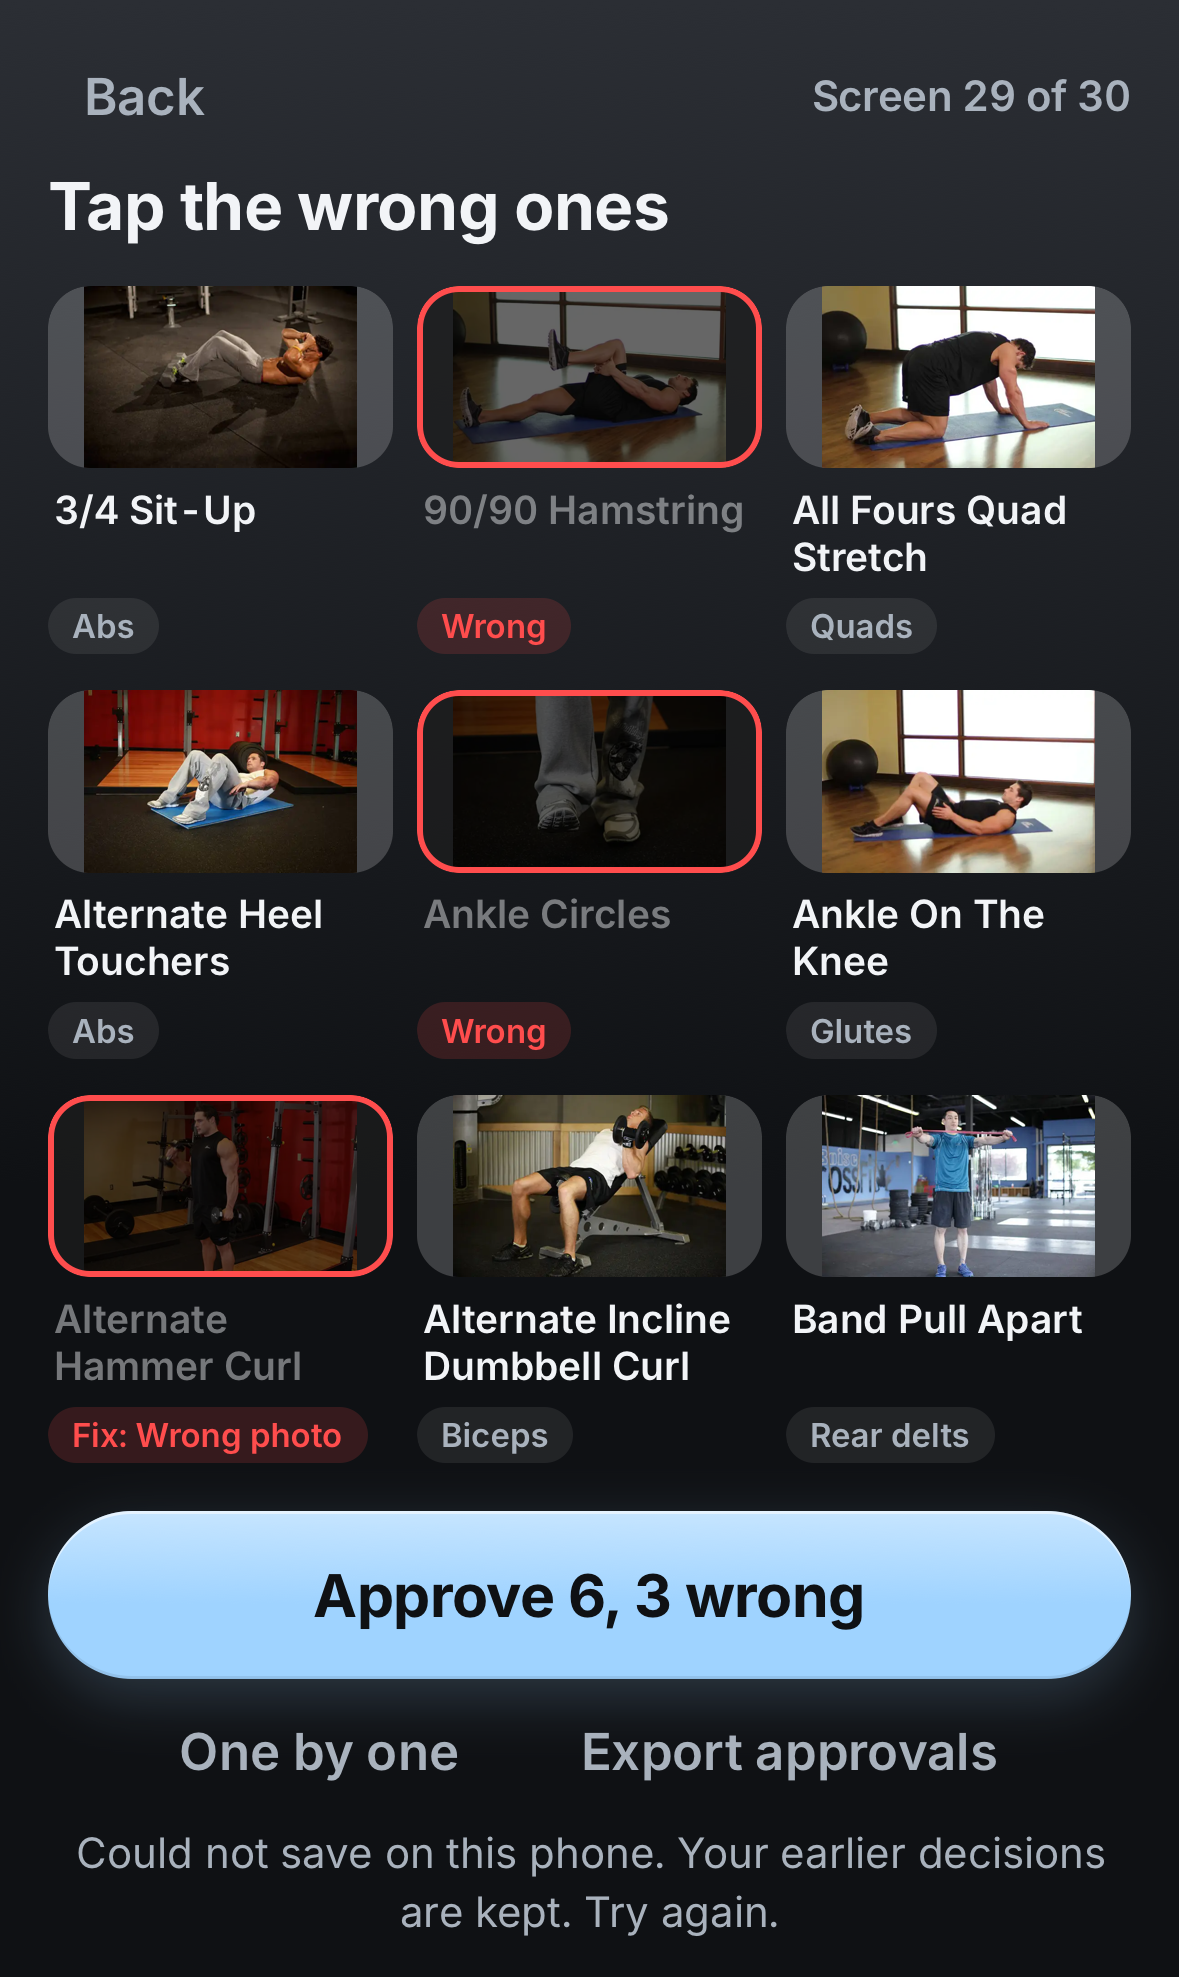 Back
Screen 29 of 30
Tap the wrong ones
3/4 Sit-Up
90/90 Hamstring
All Fours Quad
Stretch
Abs
Wrong
Quads
Alternate Heel
Touchers
Ankle Circles
Ankle On The
Knee
Abs
Wrong
Glutes
Alternate
Hammer Curl
Alternate Incline
Dumbbell Curl
Band Pull Apart
Fix: Wrong photo
Biceps
Rear delts
Approve 6, 3 wrong
One by one
Export approvals
Could not save on this phone. Your earlier decisions
are kept. Try again.